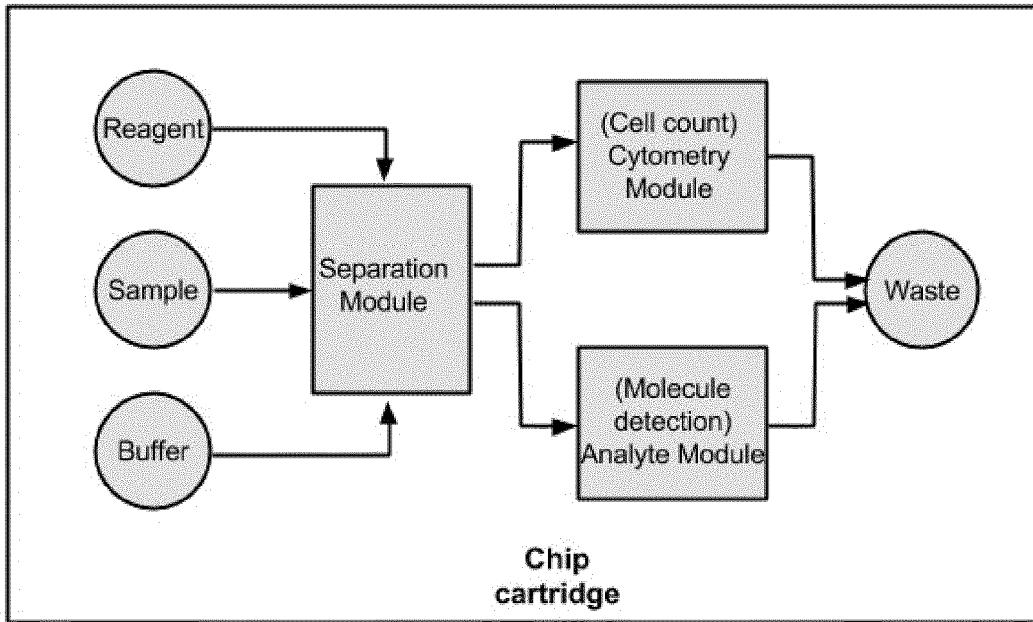 Reagent
Sample
Buffer
Separation
Module
(Cell count)
Cytometry
Module
(Molecule
detection)
Analyte Module
Waste
Chip
cartridge